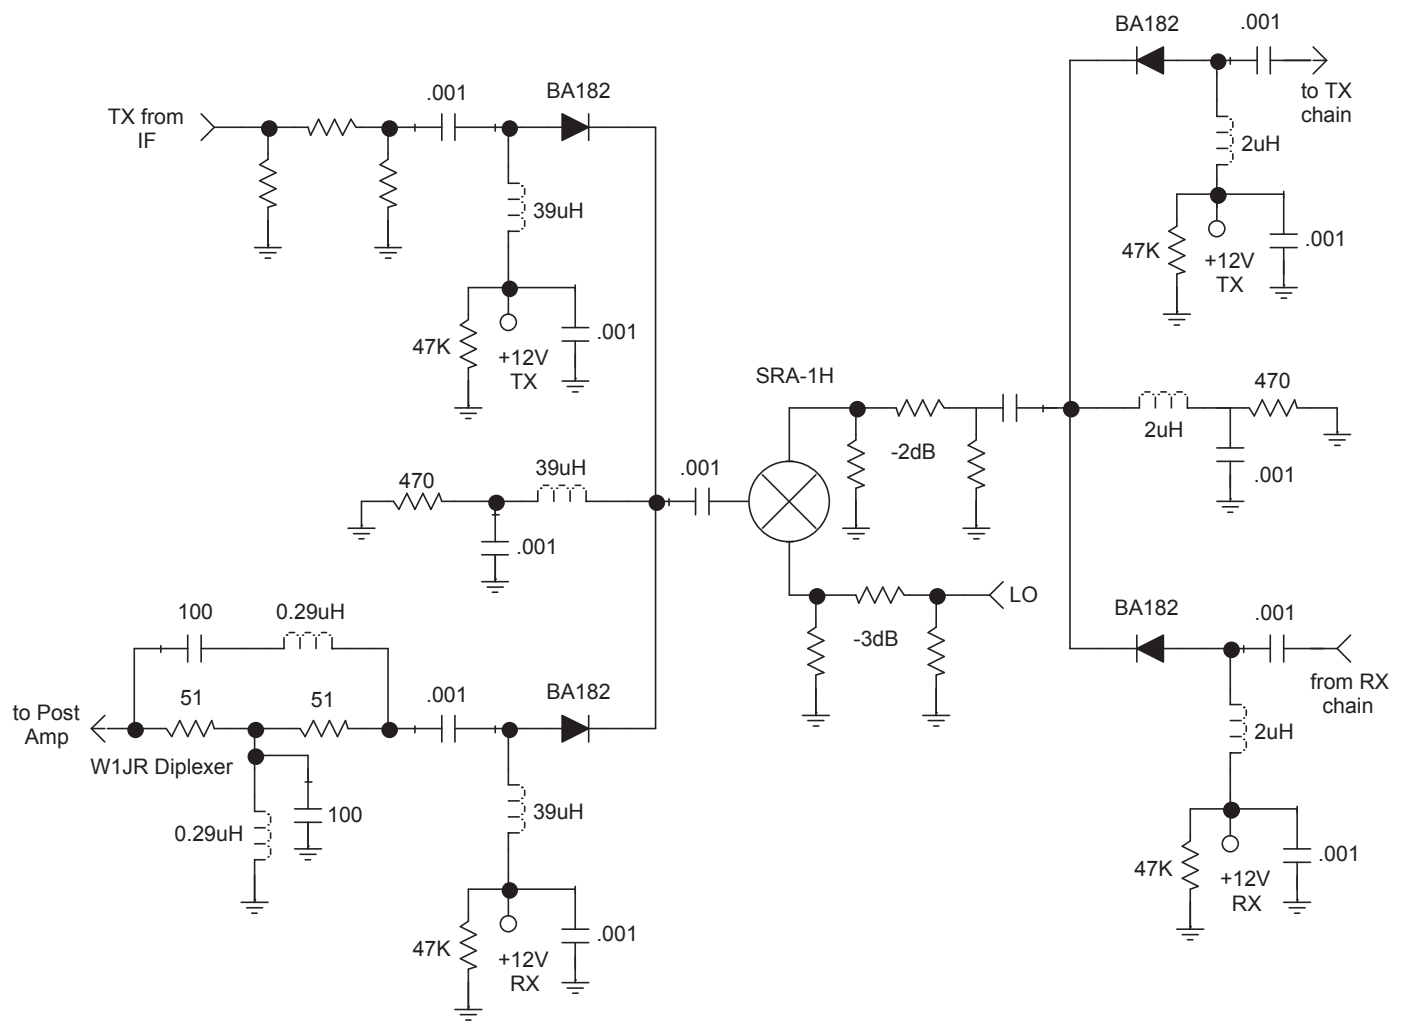 BA182
.001
to TX
chain
2uH
47K
+12V
TX
.001
TX from
IF
.001
BA182
39uH
47K
+12V
TX
.001
SRA-1H
470
-2dB
2uH
.001
470
39uH
.001
.001
LO
-3dB
100
0.29uH
51
51
to Post
Amp
W1JR Diplexer
0.29uH
100
.001
BA182
39uH
47K
+12V
RX
.001
BA182
.001
from RX
chain
2uH
47K
+12V
RX
.001